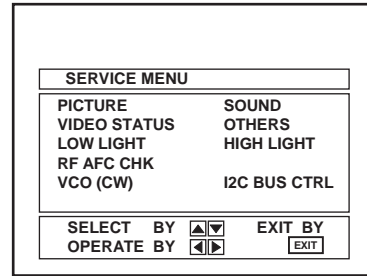 SERVICE MENU
PICTURE SOUND
VIDEO STATUS OTHERS
LOW LIGHT HIGH LIGHT
RF AFC CHK
VCO (CW) I2C BUS CTRL
SELECT BY ▲▼ EXIT BY
OPERATE BY ◀▶ EXIT